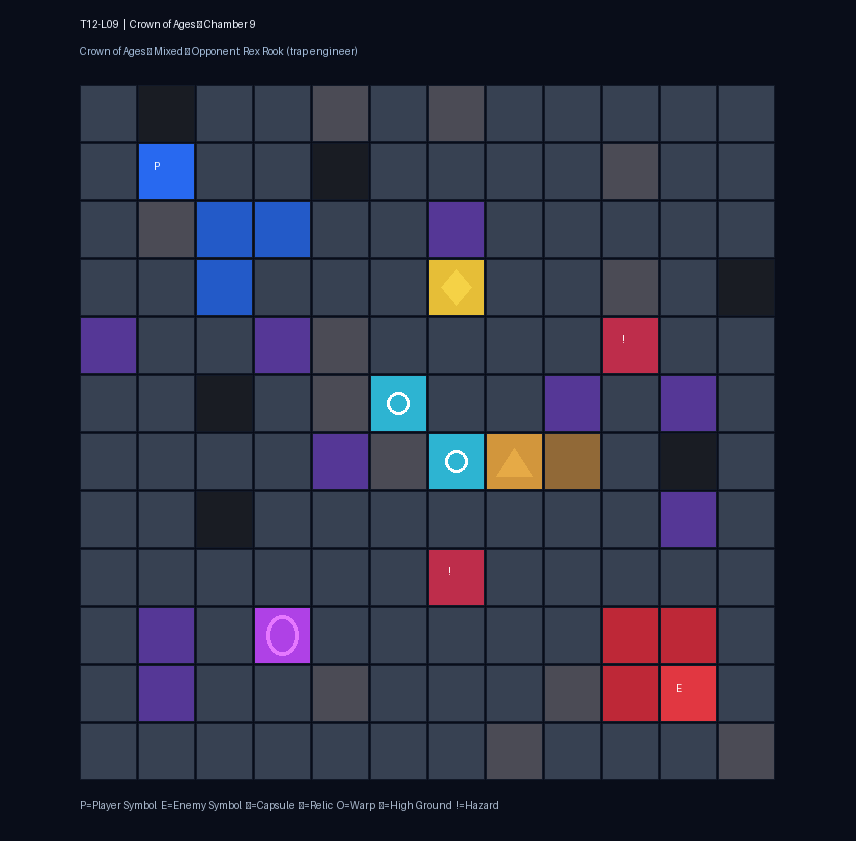 T12-L09 | Crown of Ages▯Chamber 9
Crown of Ages▯Mixed ▯Opponent Rex Rook (trap engineer)
P
!
!
E
P=Player Symbol E=Enemy Symbol ▯=Capsule ▯=Relic O=Warp ▯=High Ground !=Hazard